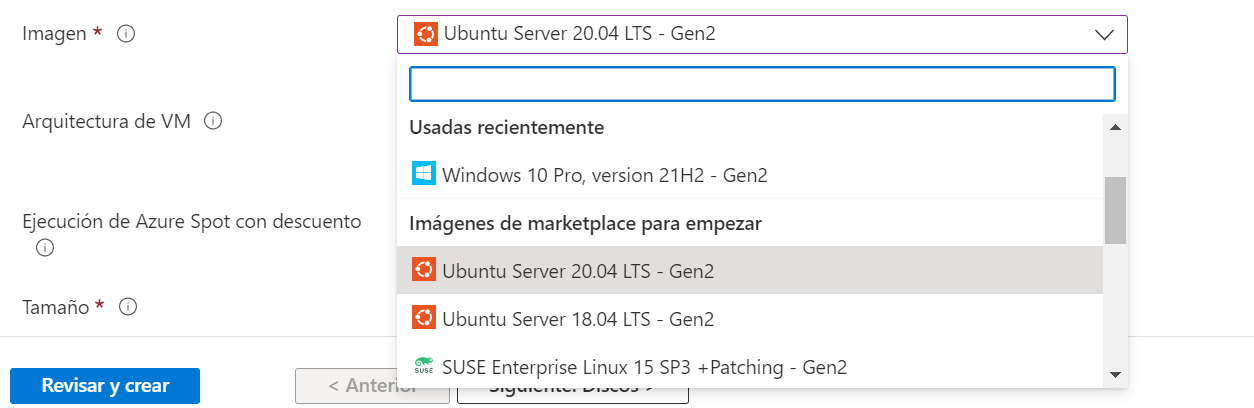 Imagen *
Ubuntu Server 20.04 LTS - Gen2
Usadas recientemente
Arquitectura de VM
Windows 10 Pro, version 21H2 - Gen2
Ejecución de Azure Spot con descuento
Imágenes de marketplace para empezar
Ubuntu Server 20.04 LTS - Gen2
Tamaño *
Ubuntu Server 18.04 LTS - Gen2
SUSE
SUSE Enterprise Linux 15 SP3 +Patching - Gen2
Revisar y crear
< Anterior
Siguiente: Discos >